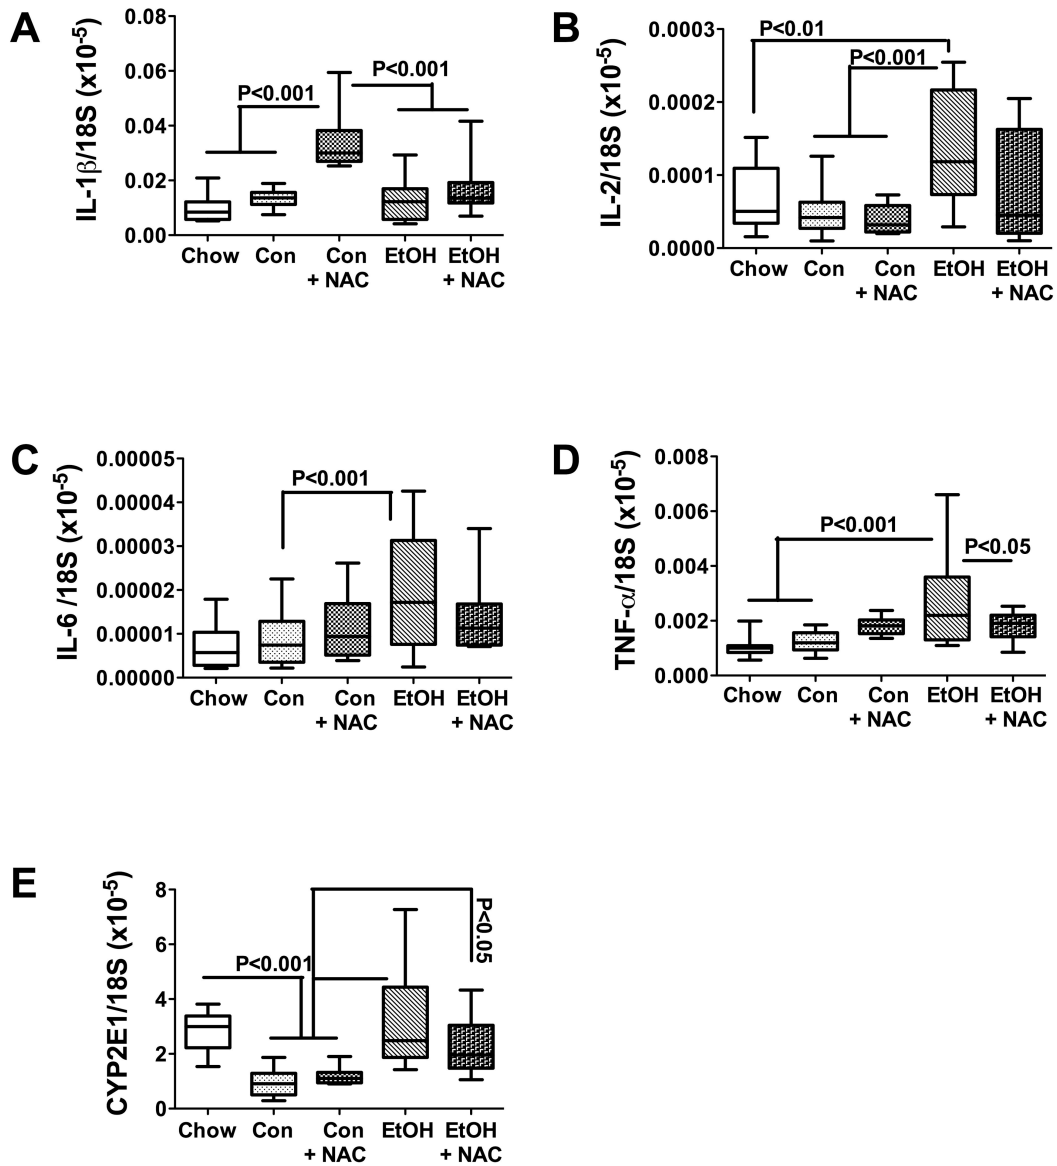 A
IL-1β/18S (x10-5)
0.08
0.06
0.04
0.02
0.00
P<0.001
P<0.001
Chow
Con
Con
+ NAC
EtOH
EtOH
+ NAC
B
IL-2/18S (x10-5)
0.0003
0.0002
0.0001
0.0000
P<0.01
P<0.001
Chow
Con
Con
+ NAC
EtOH
EtOH
+ NAC
C
IL-6 /18S (x10-5)
0.00005
0.00004
0.00003
0.00002
0.00001
0.00000
P<0.001
Chow
Con
Con
+ NAC
EtOH
EtOH
+ NAC
D
TNF-α/18S (x10-5)
0.008
0.006
0.004
0.002
0.000
P<0.001
P<0.05
Chow
Con
Con
+ NAC
EtOH
EtOH
+ NAC
E
CYP2E1/18S (x10-5)
8
6
4
2
0
P<0.001
P<0.05
Chow
Con
Con
+ NAC
EtOH
EtOH
+ NAC